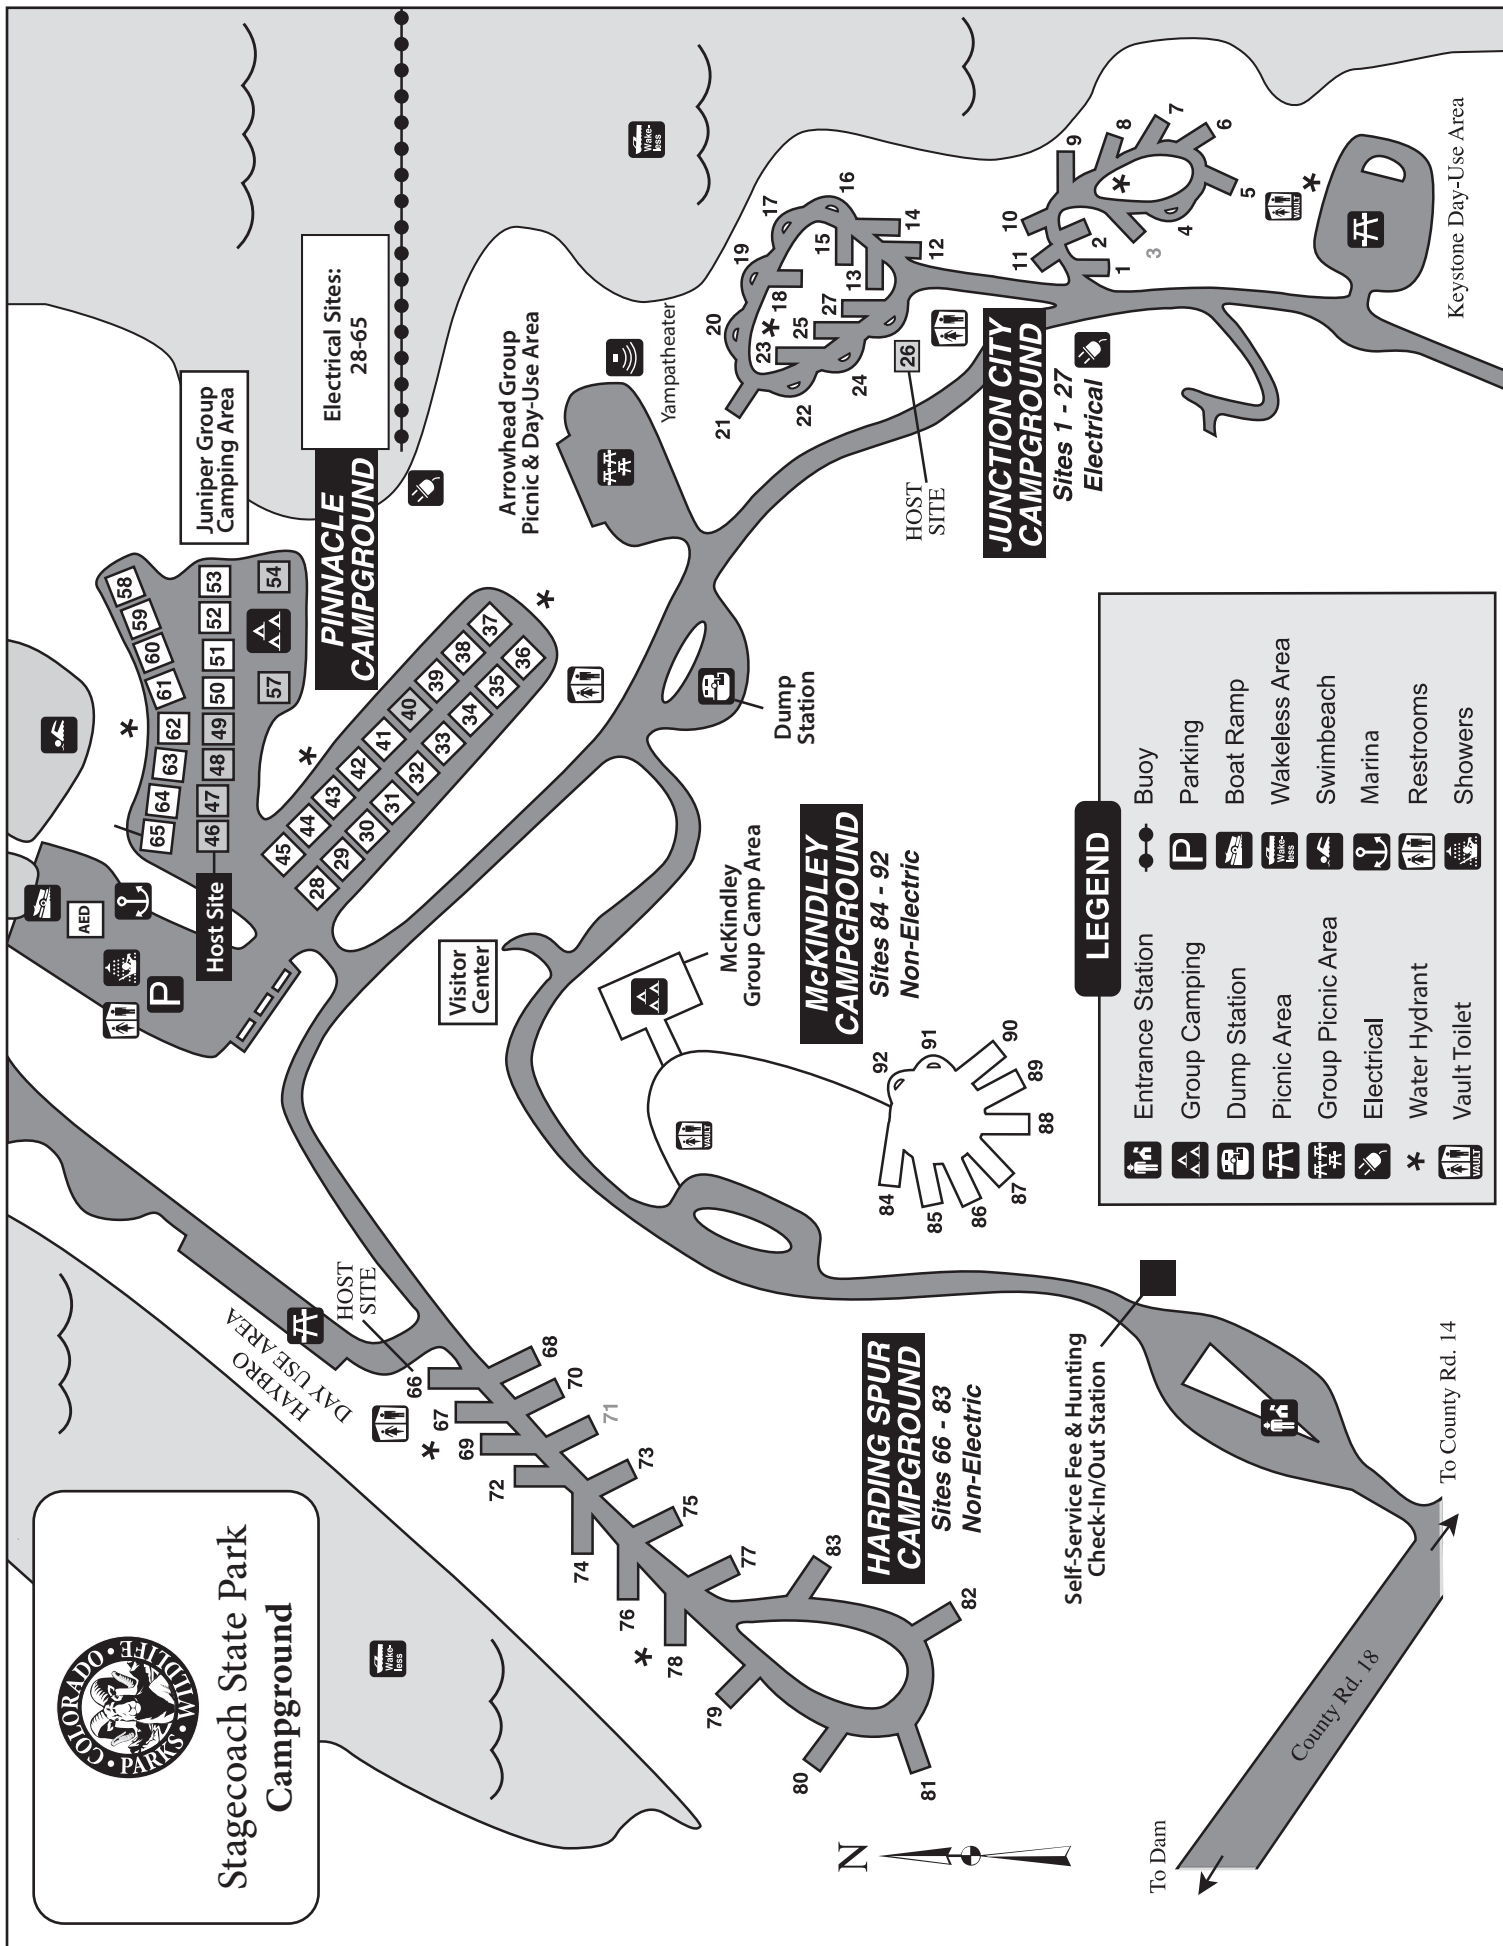 COLORADO
PARKS • WILDLIFE
Stagecoach State Park
Campground
Wake-
less
N
To Dam
County Rd. 18
To County Rd. 14
HAYBRO
DAY USE AREA
HOST
SITE
66
67
68
69
70
71
72
73
74
75
76
77
78
79
80
81
82
83
HARDING SPUR
CAMPGROUND
Sites 66 - 83
Non-Electric
Self-Service Fee & Hunting
Check-In/Out Station
P
AED
Host Site
65
64
63
62
61
60
59
58
46
47
48
49
50
51
52
53
57
54
45
44
43
42
41
40
39
38
37
28
29
30
31
32
33
34
35
36
Juniper Group
Camping Area
PINNACLE
CAMPGROUND
Electrical Sites:
28-65
Visitor
Center
VAULT
McKindley
Group Camp Area
McKINDLEY
CAMPGROUND
Sites 84 - 92
Non-Electric
84
85
86
87
88
89
90
91
92
Dump
Station
Arrowhead Group
Picnic & Day-Use Area
Yampatheater
Wake-
less
21
22
23
24
25
20
19
18
17
16
15
14
13
12
27
26
HOST
SITE
JUNCTION CITY
CAMPGROUND
Sites 1 - 27
Electrical
11
10
9
8
7
6
5
4
3
2
1
VAULT
Keystone Day-Use Area
LEGEND
Entrance Station
Group Camping
Dump Station
Picnic Area
Group Picnic Area
Electrical
Water Hydrant
VAULT
Vault Toilet
Buoy
P
Parking
Boat Ramp
Wake-
less
Wakeless Area
Swimbeach
Marina
Restrooms
Showers